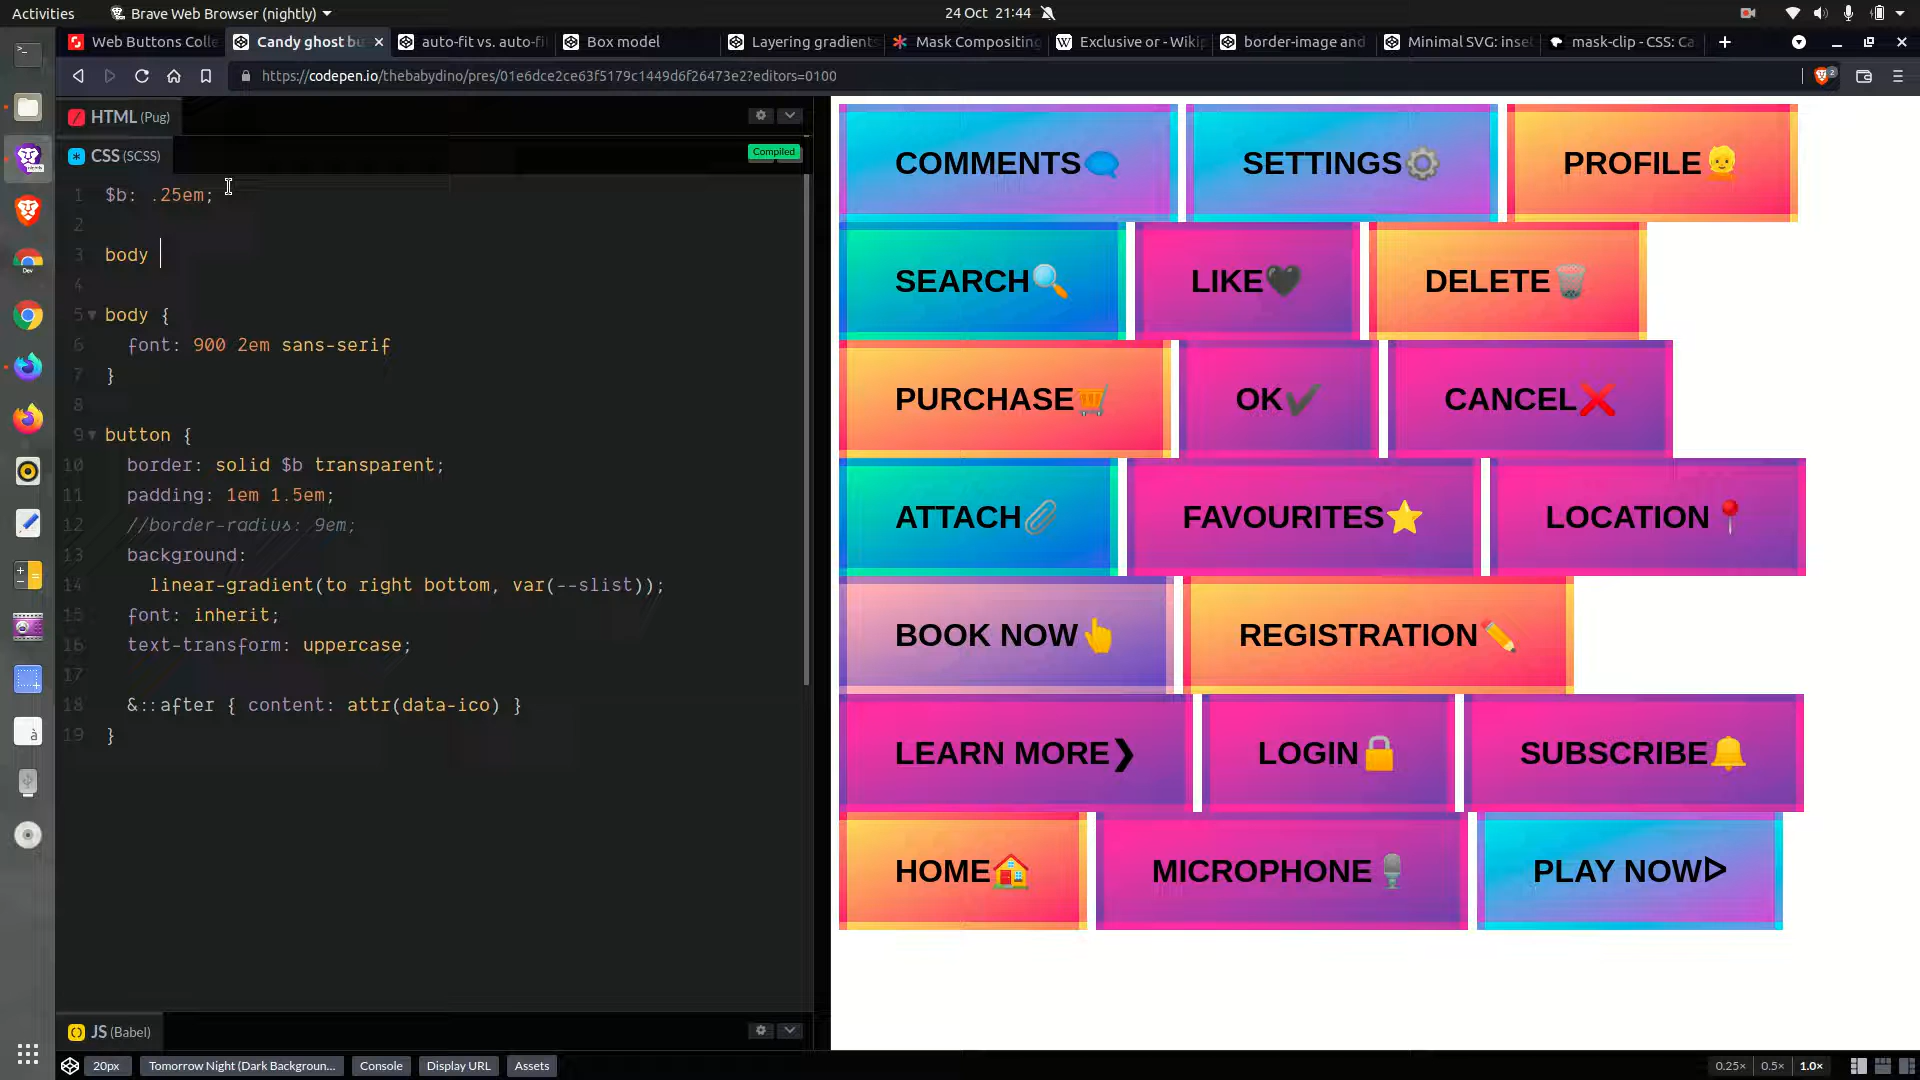 Activities
Brave Web Browser (nightly)
24 Oct 21:44
Web Buttons Colle
Candy ghost bu
auto-fit vs. auto-fi
Box model
Layering gradients
Mask Compositing
Exclusive or - Wikip
border-image and
Minimal SVG: inset
mask-clip - CSS: Ca
https://codepen.io/thebabydino/pres/01e6dce2ce63f5179c1449d6f26473e2?editors=0100
2
HTML (Pug)
CSS (SCSS)
Compiled
1 $b: .25em;
2
3 body
4
5 body {
6 font: 900 2em sans-serif
7 }
8
9 button {
10 border: solid $b transparent;
11 padding: 1em 1.5em;
12 //border-radius: 9em;
13 background:
14 linear-gradient(to right bottom, var(--slist));
15 font: inherit;
16 text-transform: uppercase;
17
18 &::after { content: attr(data-ico) }
19 }
JS (Babel)
COMMENTS🗨️ SETTINGS⚙️ PROFILE👱
SEARCH🔍 LIKE🖤 DELETE🗑️
PURCHASE🛒 OK✔️ CANCEL❌
ATTACH📎 FAVOURITES⭐ LOCATION📍
BOOK NOW👆 REGISTRATION✏️
LEARN MORE❯ LOGIN🔒 SUBSCRIBE🔔
HOME🏠 MICROPHONE🎙️ PLAY NOWᐅ
20px
Tomorrow Night (Dark Backgroun...
Console
Display URL
Assets
0.25×
0.5×
1.0×